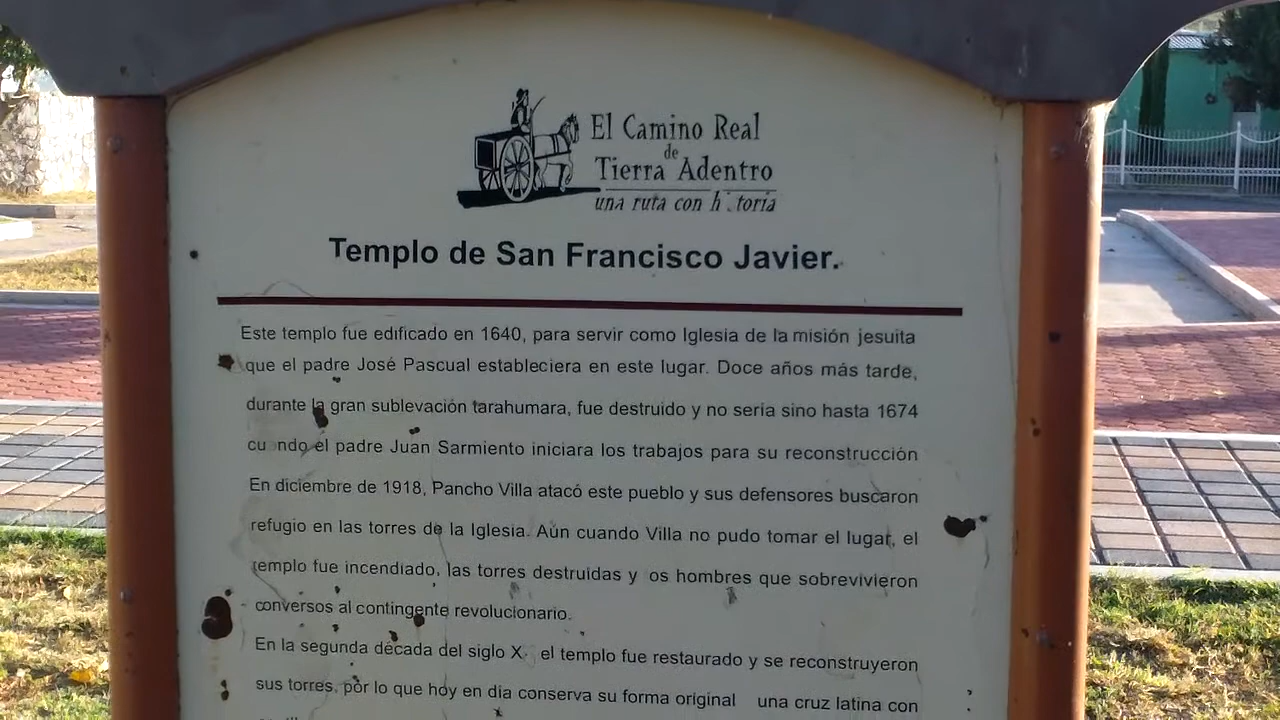 El Camino Real
de
Tierra Adentro
una ruta con h toria
Templo de San Francisco Javier.
Este templo fue edificado en 1640, para servir como Iglesia de la misión jesuita
que el padre José Pascual estableciera en este lugar. Doce años más tarde,
durante la gran sublevación tarahumara, fue destruido y no seria sino hasta 1674
cu ndo el padre Juan Sarmiento iniciara los trabajos para su reconstrucción
En diciembre de 1918, Pancho Villa atacó este pueblo y sus defensores buscaron
refugio en las torres de la Iglesia. Aún cuando Villa no pudo tomar el lugar, el
templo fue incendiado, las torres destruidas y os hombres que sobrevivieron
conversos al contingente revolucionario.
En la segunda década del siglo X el templo fue restaurado y se reconstruyeron
sus torres, por lo que hoy en dia conserva su forma original una cruz latina con